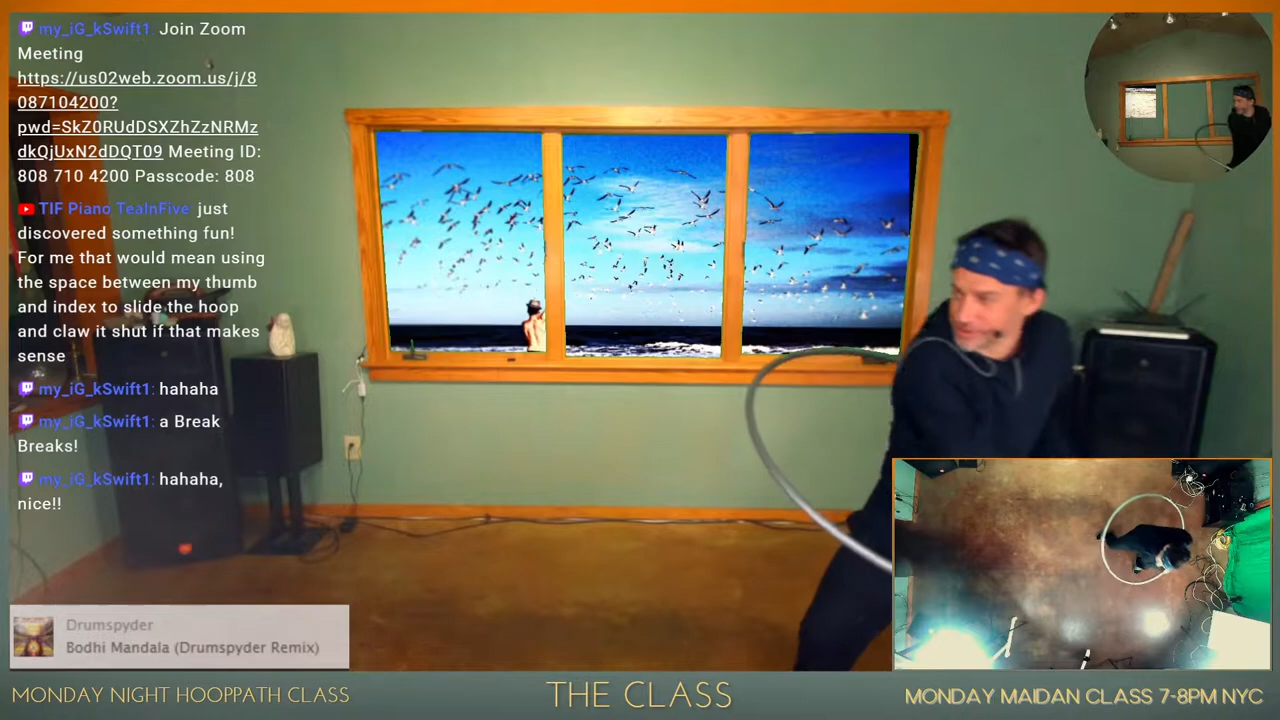 my_iG_kSwift1: Join Zoom
Meeting
https://us02web.zoom.us/j/8
087104200?
pwd=SkZ0RUdDSXZhZzNRMz
dkQjUxN2dDQT09 Meeting ID:
808 710 4200 Passcode: 808
TIF Piano TeaInFive just
discovered something fun!
For me that would mean using
the space between my thumb
and index to slide the hoop
and claw it shut if that makes
sense
my_iG_kSwift1: hahaha
my_iG_kSwift1: a Break
Breaks!
my_iG_kSwift1: hahaha,
nice!!
Drumspyder
Bodhi Mandala (Drumspyder Remix)
MONDAY NIGHT HOOPPATH CLASS
THE CLASS
MONDAY MAIDAN CLASS 7-8PM NYC